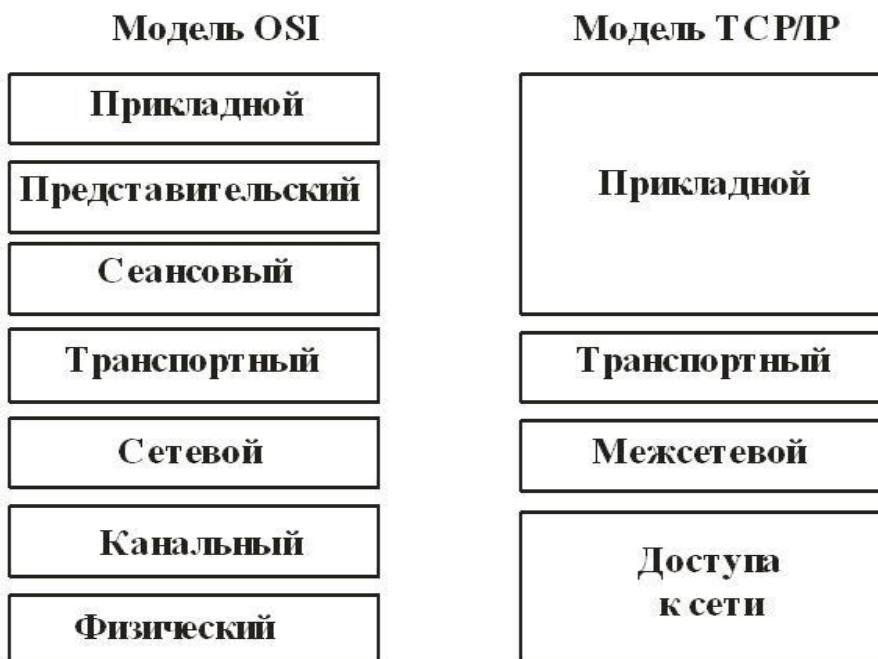 Модель OSI
Прикладной
Представительский
Сеансовый
Транспортный
Сетевой
Канальный
Физический
Модель TCP/IP
Прикладной
Транспортный
Межсетевой
Доступа
к сети